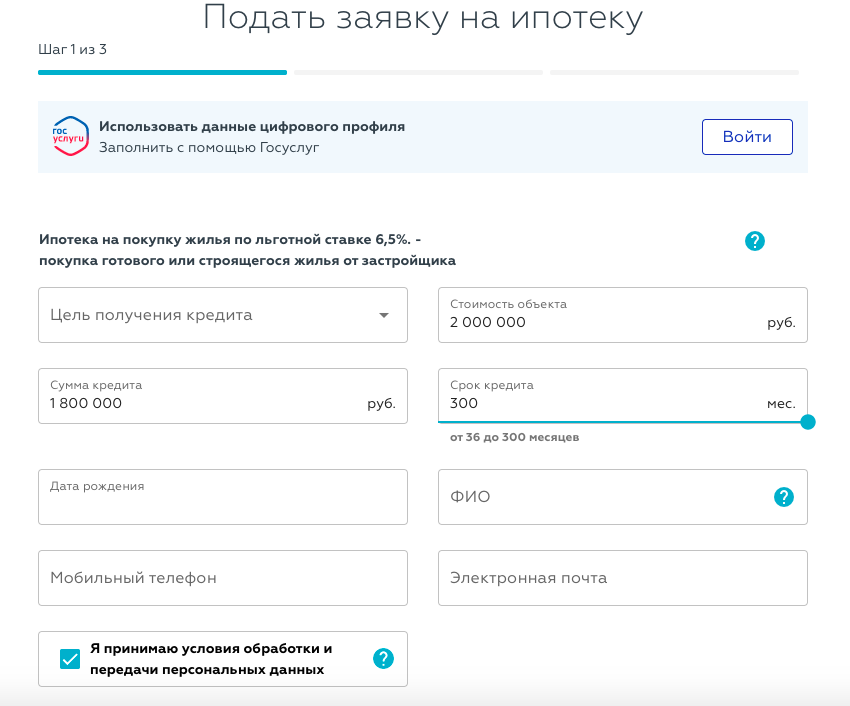 Подать заявку на ипотеку
Шаг 1 из 3
гос
услуги
Использовать данные цифрового профиля
Заполнить с помощью Госуслуг
Войти
Ипотека на покупку жилья по льготной ставке 6,5%. -
покупка готового или строящегося жилья от застройщика
?
Цель получения кредита
Стоимость объекта
2 000 000 руб.
Сумма кредита
1 800 000 руб.
Срок кредита
300 мес.
от 36 до 300 месяцев
Дата рождения
ФИО ?
Мобильный телефон
Электронная почта
Я принимаю условия обработки и
передачи персональных данных
?